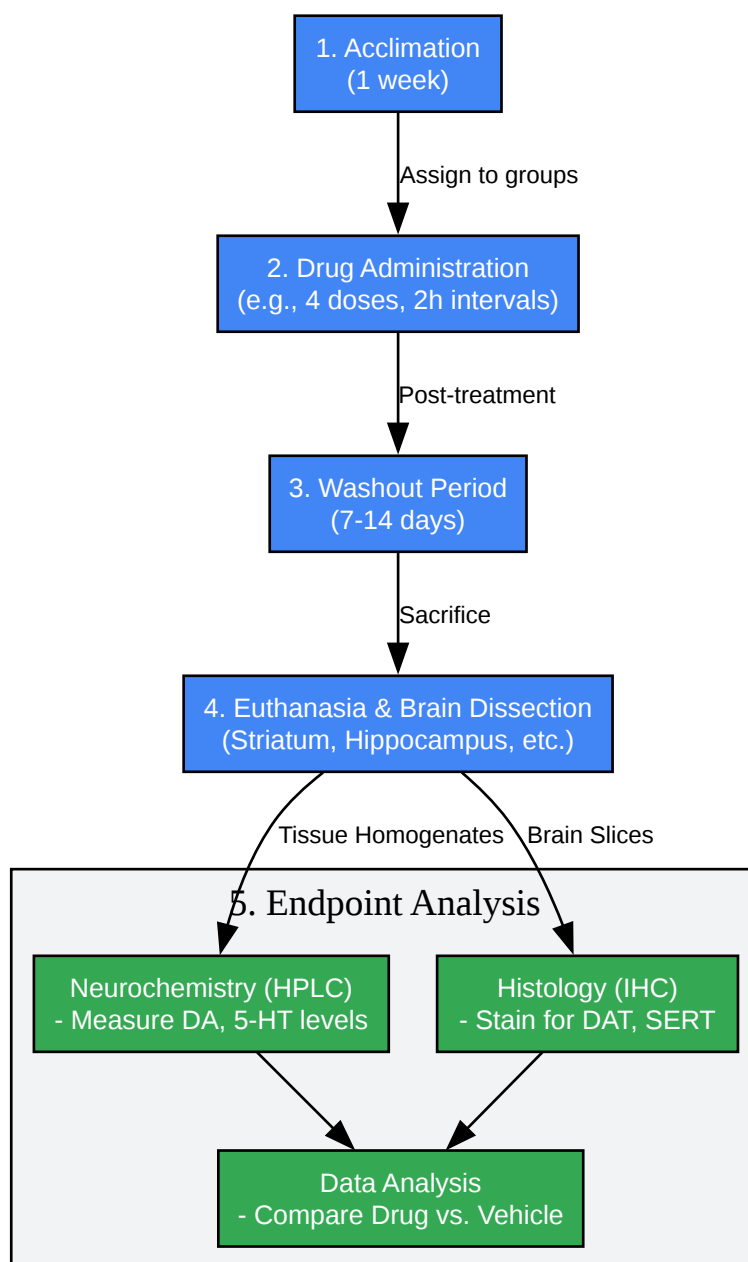 1. Acclimation
(1 week)
Assign to groups
2. Drug Administration
(e.g., 4 doses, 2h intervals)
Post-treatment
3. Washout Period
(7-14 days)
Sacrifice
4. Euthanasia & Brain Dissection
(Striatum, Hippocampus, etc.)
Tissue Homogenates
Brain Slices
5. Endpoint Analysis
Neurochemistry (HPLC)
- Measure DA, 5-HT levels
Histology (IHC)
- Stain for DAT, SERT
Data Analysis
- Compare Drug vs. Vehicle